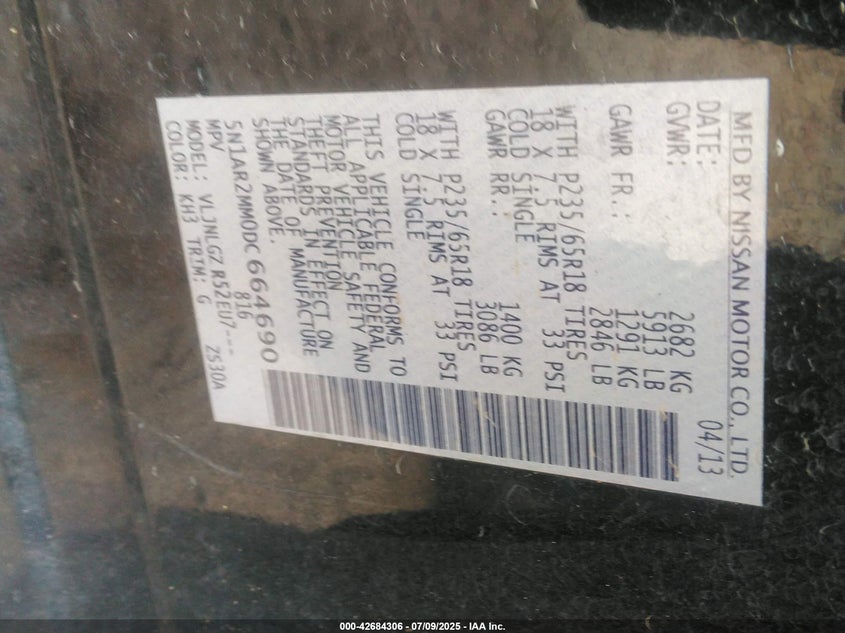 MFD BY NISSAN MOTOR CO., LTD.
DATE: 04/13
GVWR: 2682 KG
5913 LB
GAWR FR.: 1291 KG
2846 LB
WITH P235/65R18 TIRES
18 X 7.5 RIMS AT 33 PSI
COLD SINGLE
GAWR RR.: 1400 KG
3086 LB
WITH P235/65R18 TIRES
18 X 7.5 RIMS AT 33 PSI
COLD SINGLE
THIS VEHICLE CONFORMS TO
ALL APPLICABLE FEDERAL
MOTOR VEHICLE SAFETY AND
THEFT PREVENTION
STANDARDS IN EFFECT ON
THE DATE OF MANUFACTURE
SHOWN ABOVE.
5N1AR2MM0DC664690
MPV 816
MODEL: VLJNLG7 R52EU7---
COLOR: KH3 TRIM: G Z530A
000-42684306 - 07/09/2025 - IAA Inc.